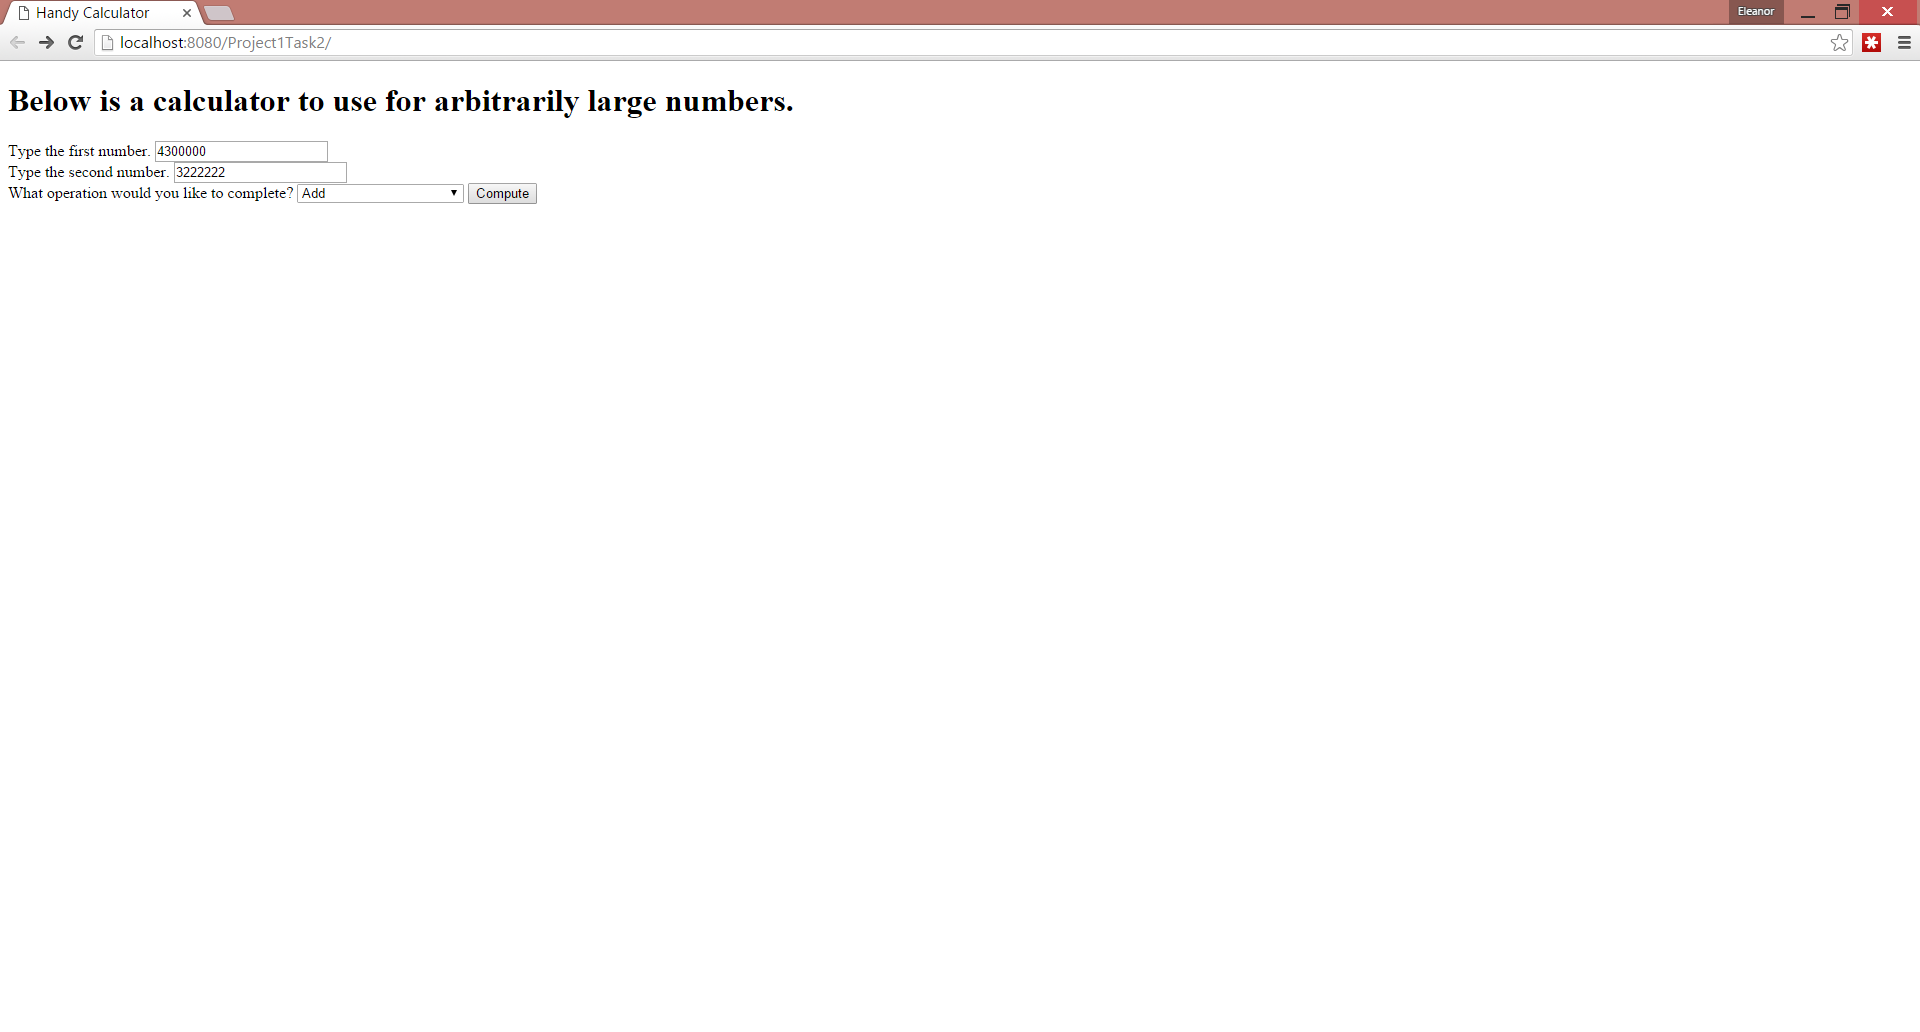 Handy Calculator
Eleanor
localhost:8080/Project1Task2/
Below is a calculator to use for arbitrarily large numbers.
Type the first number. 4300000
Type the second number. 3222222
What operation would you like to complete? Add Compute